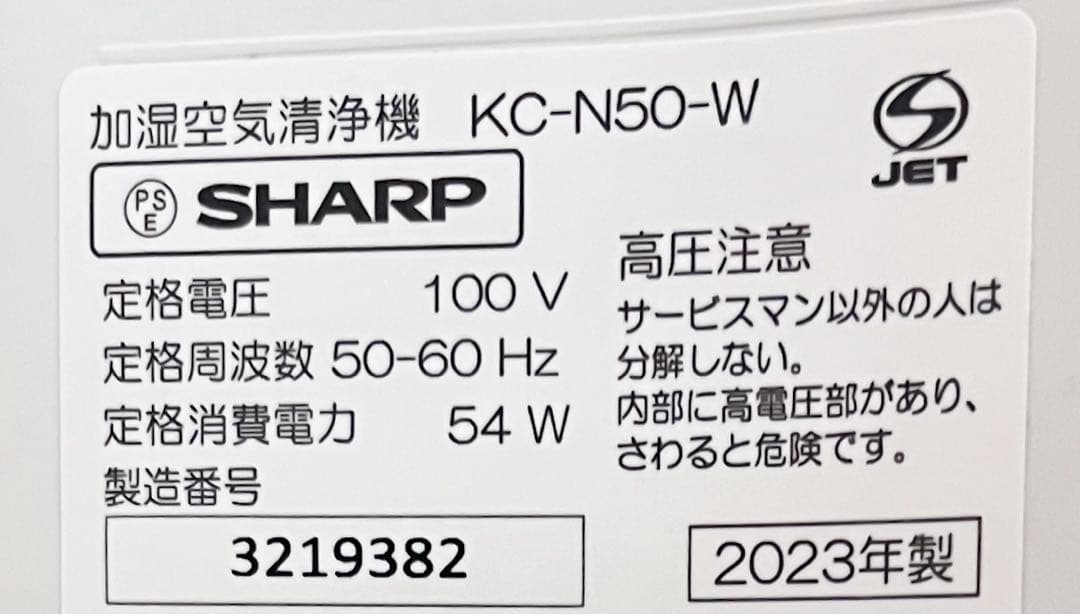 加湿空気清浄機 KC-N50-W
JET
PSE SHARP
定格電圧 100 V
定格周波数 50-60 Hz
定格消費電力 54 W
製造番号
3219382
高圧注意
サービスマン以外の人は
分解しない。
内部に高電圧部があり、
さわると危険です。
2023年製